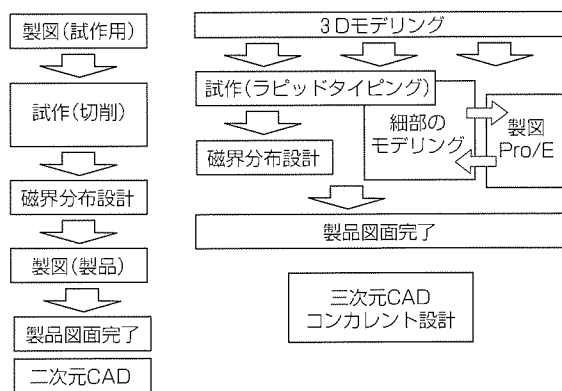 製図(試作用)
試作(切削)
磁界分布設計
製図(製品)
製品図面完了
二次元CAD
3Dモデリング
試作(ラピッドタイピング)
細部の
モデリング
製図
Pro/E
磁界分布設計
製品図面完了
三次元CAD
コンカレント設計